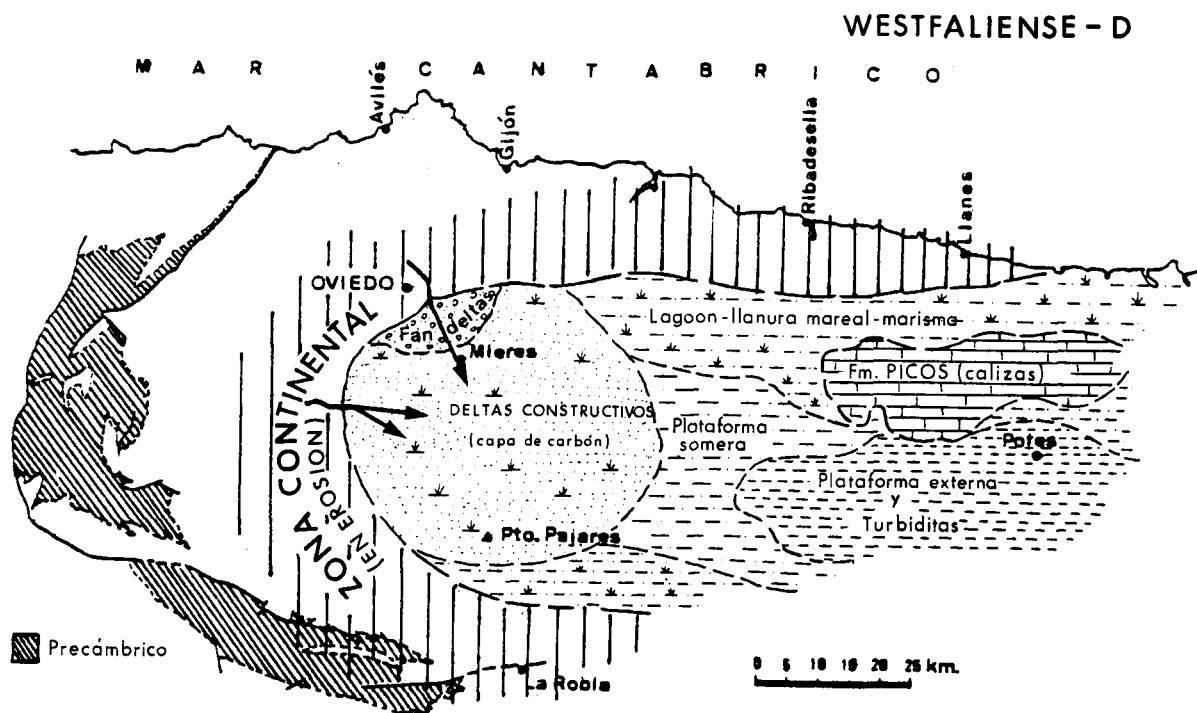 WESTFALIENSE - D
MAR CANTABRICO
Avilés
Gijón
Ribadesella
Llanes
OVIEDO
Fan deltas
Mieres
Lagoon-llanura mareal-marisma
Fm. PICOS (calizas)
ZONA CONTINENTAL
(EN EROSION)
DELTAS CONSTRUCTIVOS
(capa de carbón)
Plataforma
somera
Potes
Plataforma externa
y
Turbiditas
Pto. Pajares
Precámbrico
La Robla
0 5 10 15 20 25 km.